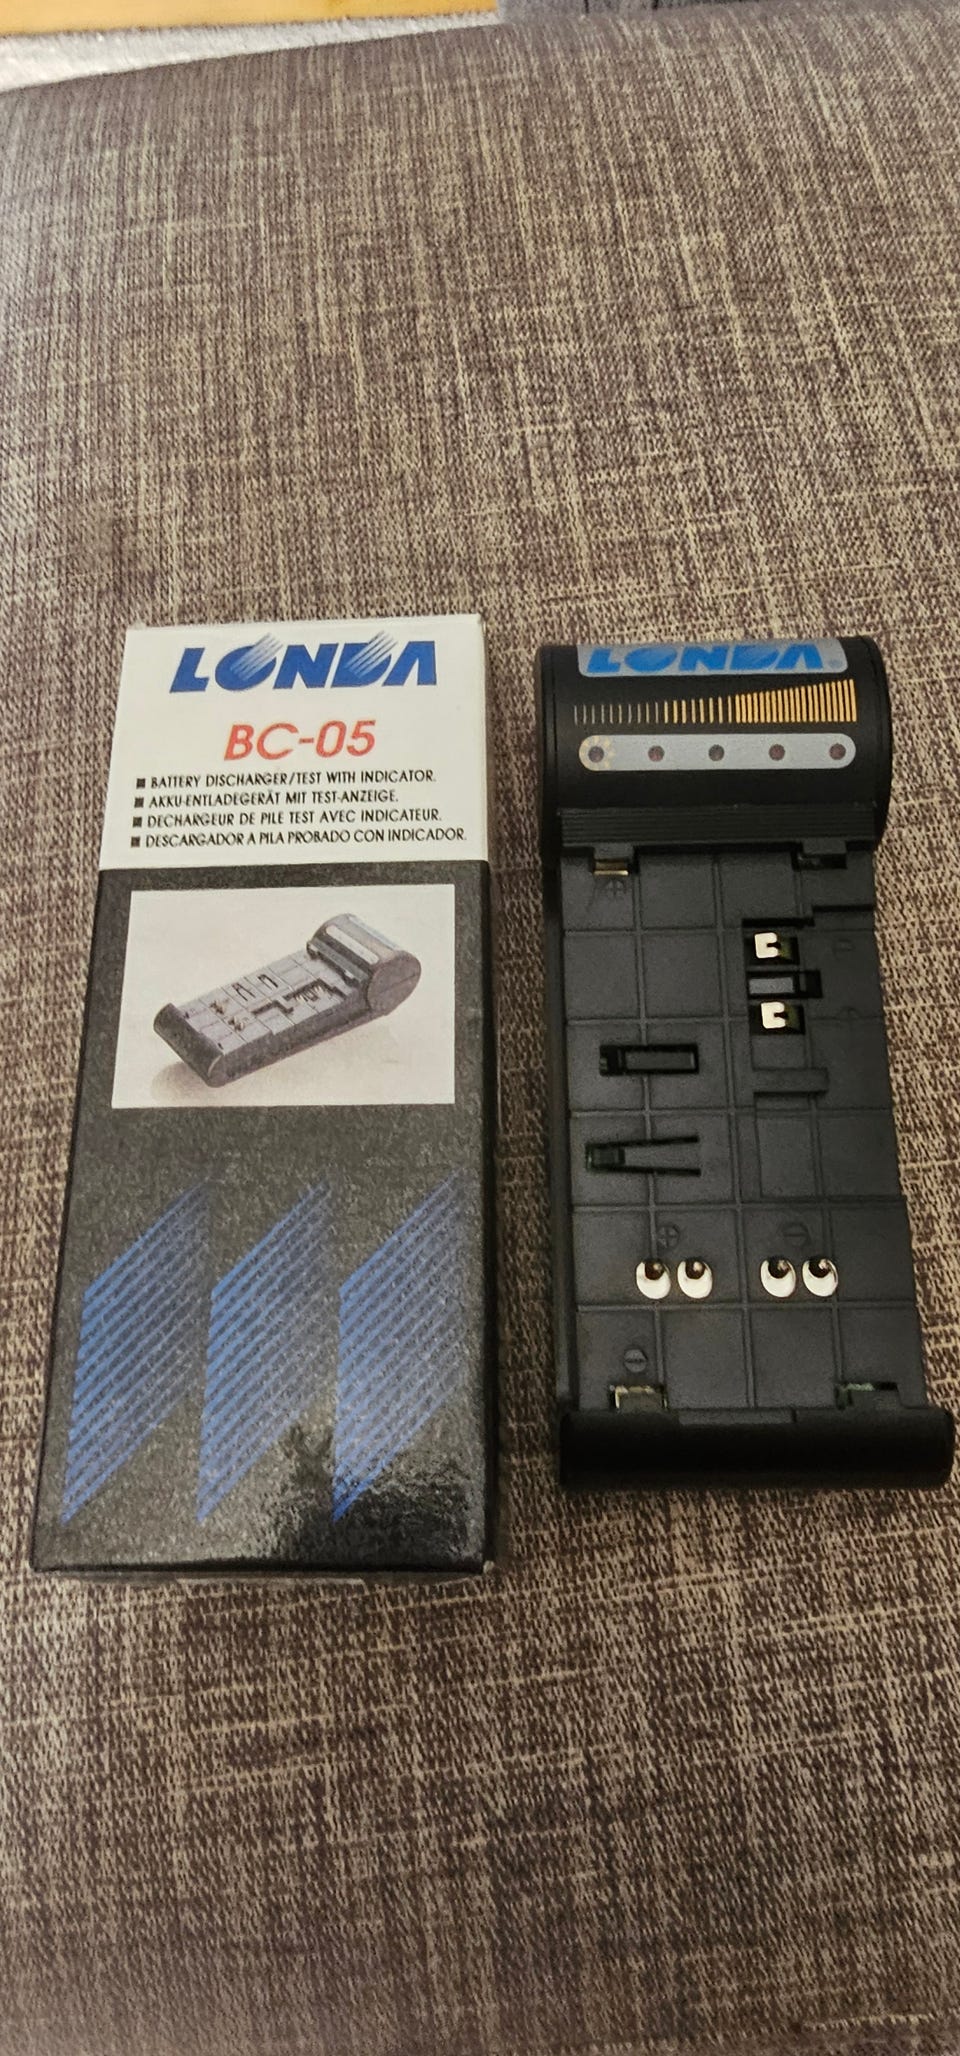 LONDA
BC-05
■ BATTERY DISCHARGER/TEST WITH INDICATOR.
■ AKKU-ENTLADEGERÄT MIT TEST-ANZEIGE.
■ DECHARGEUR DE PILE TEST AVEC INDICATEUR.
■ DESCARGADOR A PILA PROBADO CON INDICADOR.
LONDA
+
-
-
+
-
-